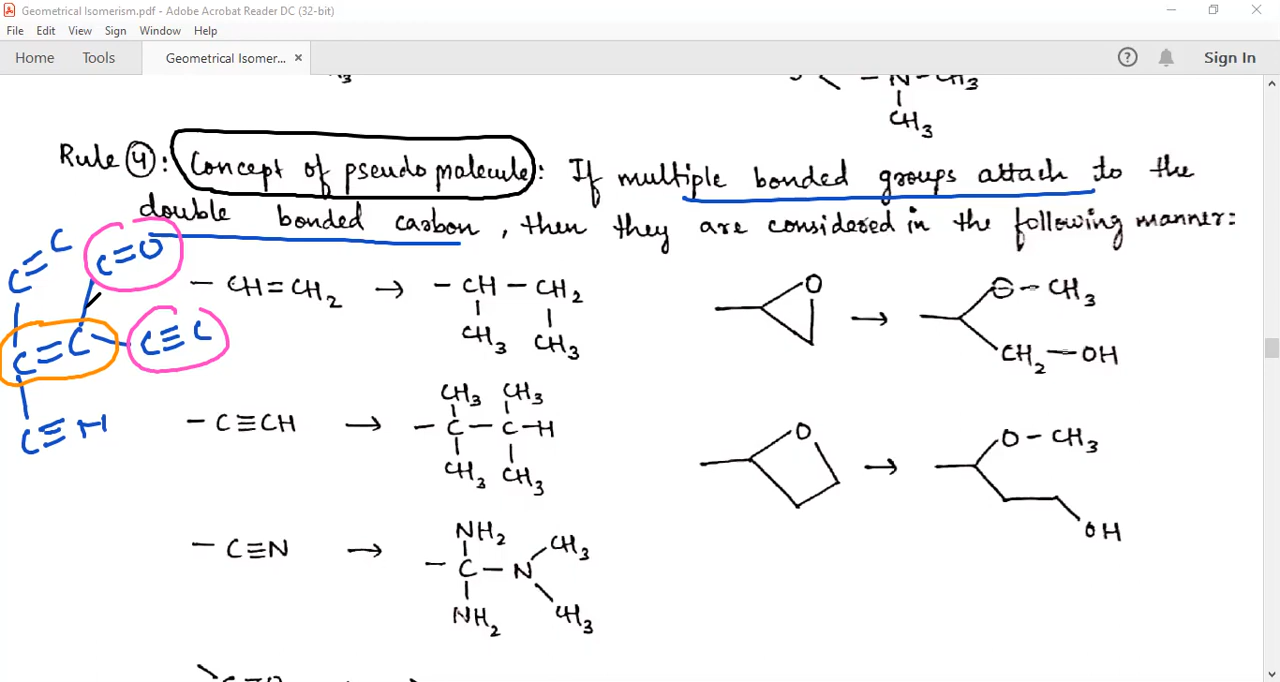 Geometrical Isomerism.pdf - Adobe Acrobat Reader DC (32-bit)
File Edit View Sign Window Help
Home Tools Geometrical Isomer... × ? Sign In
- N - CH3
CH3
Rule 4: Concept of pseudo molecule: If multiple bonded groups attach to the
double bonded carbon, then they are considered in the following manner:
C=C
C=O
C=C
C≡C
C≡N
- CH=CH2 → - CH - CH2
CH3 CH3
- C≡CH → CH3 CH3
- C - C - H
CH3 CH3
- C≡N → NH2
- C - N
CH3
CH3
NH2
O → O - CH3
CH2 - OH
O → O - CH3
OH